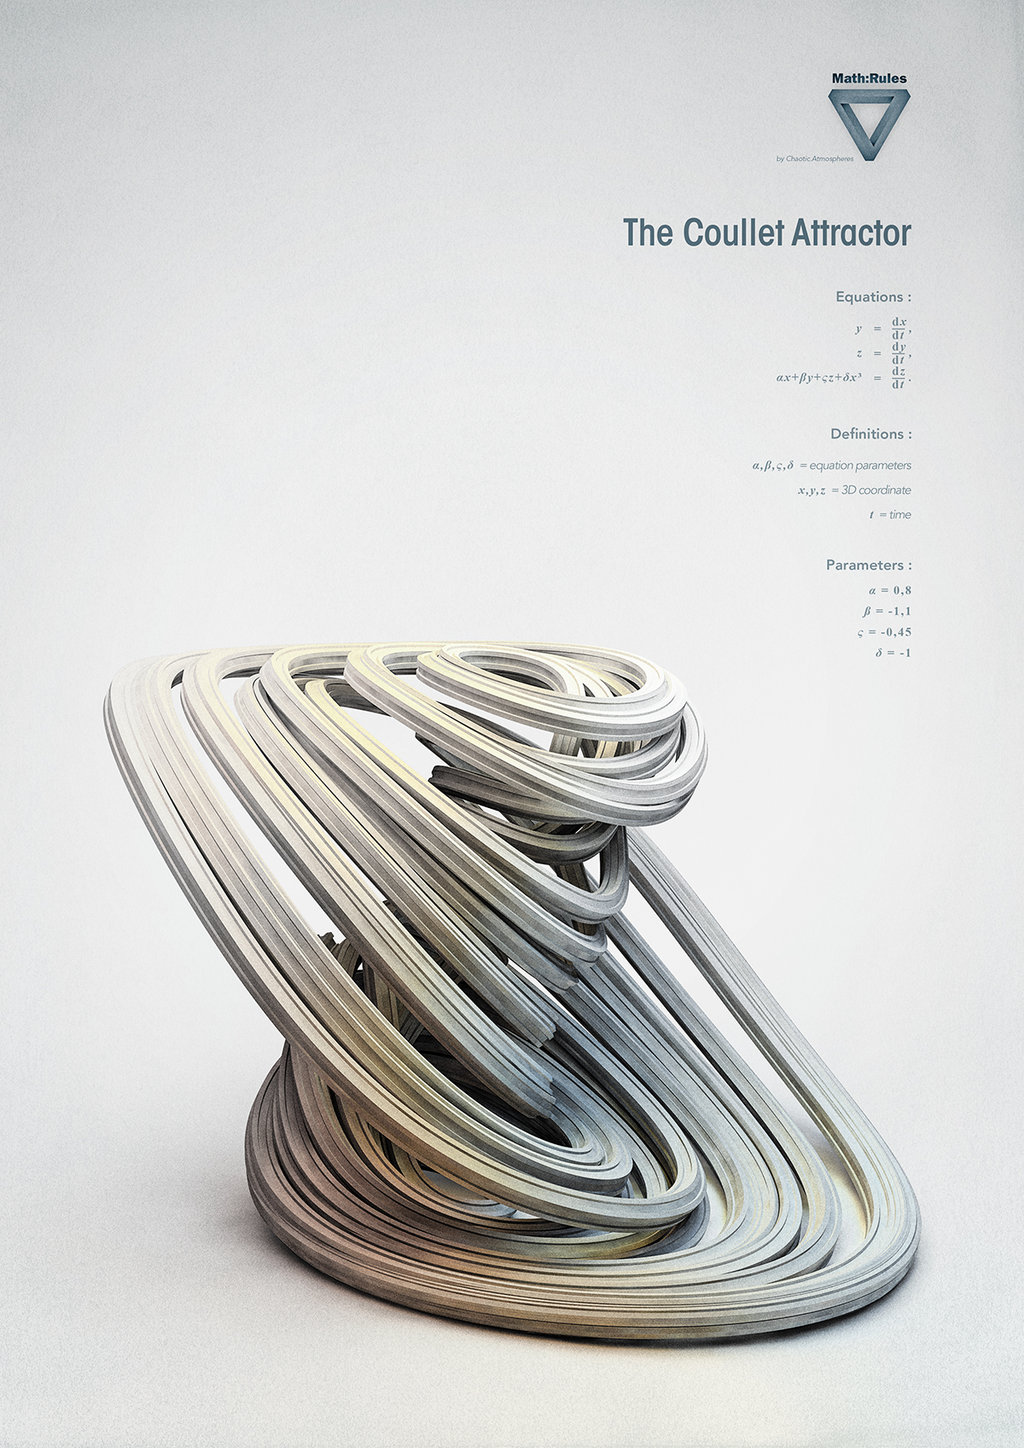 Math:Rules
by Chaotic Atmospheres
The Coullet Attractor
Equations :
y = dx/dt,
z = dy/dt,
αx+βy+ςz+δx³ = dz/dt.
Definitions :
α,β,ς,δ = equation parameters
x,y,z = 3D coordinate
t = time
Parameters :
α = 0,8
β = -1,1
ς = -0,45
δ = -1